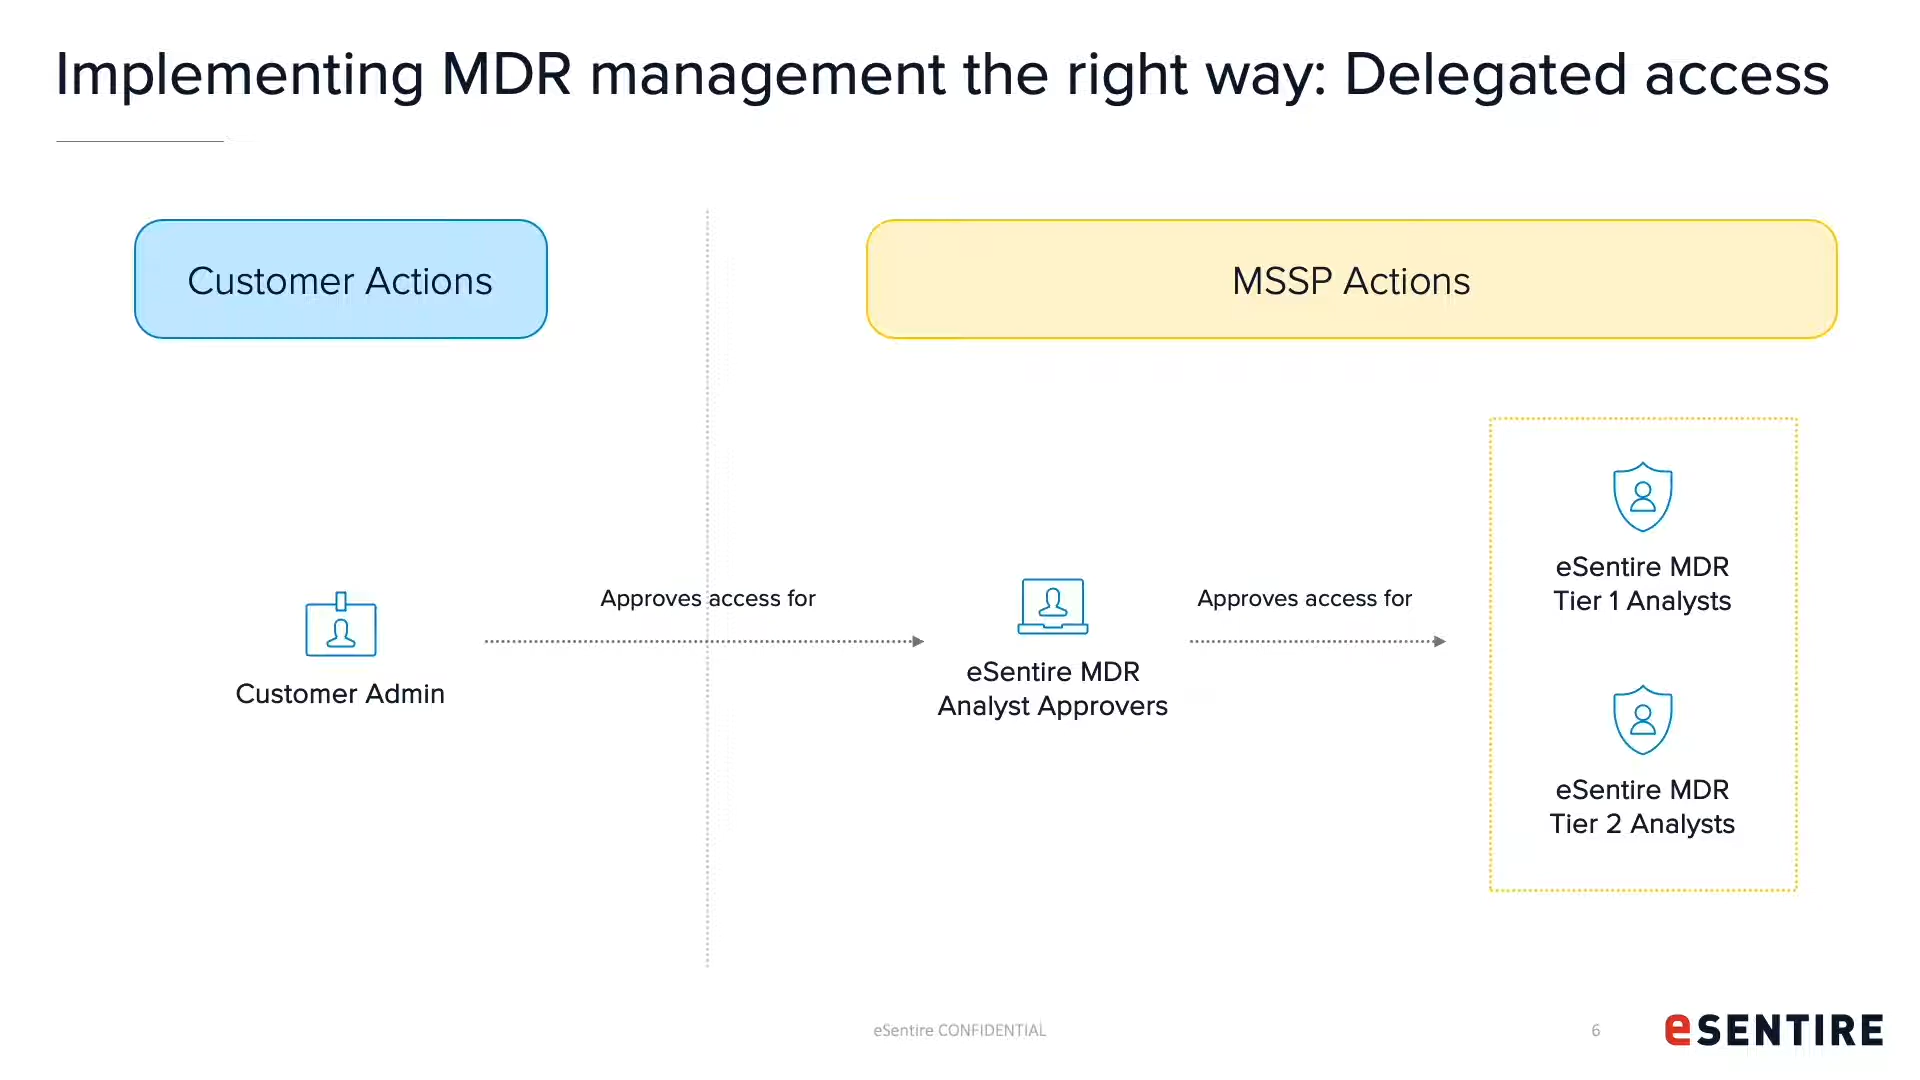 Implementing MDR management the right way: Delegated access
Customer Actions
MSSP Actions
Customer Admin
Approves access for
eSentire MDR
Analyst Approvers
Approves access for
eSentire MDR
Tier 1 Analysts
eSentire MDR
Tier 2 Analysts
eSentire CONFIDENTIAL
6
eSENTIRE